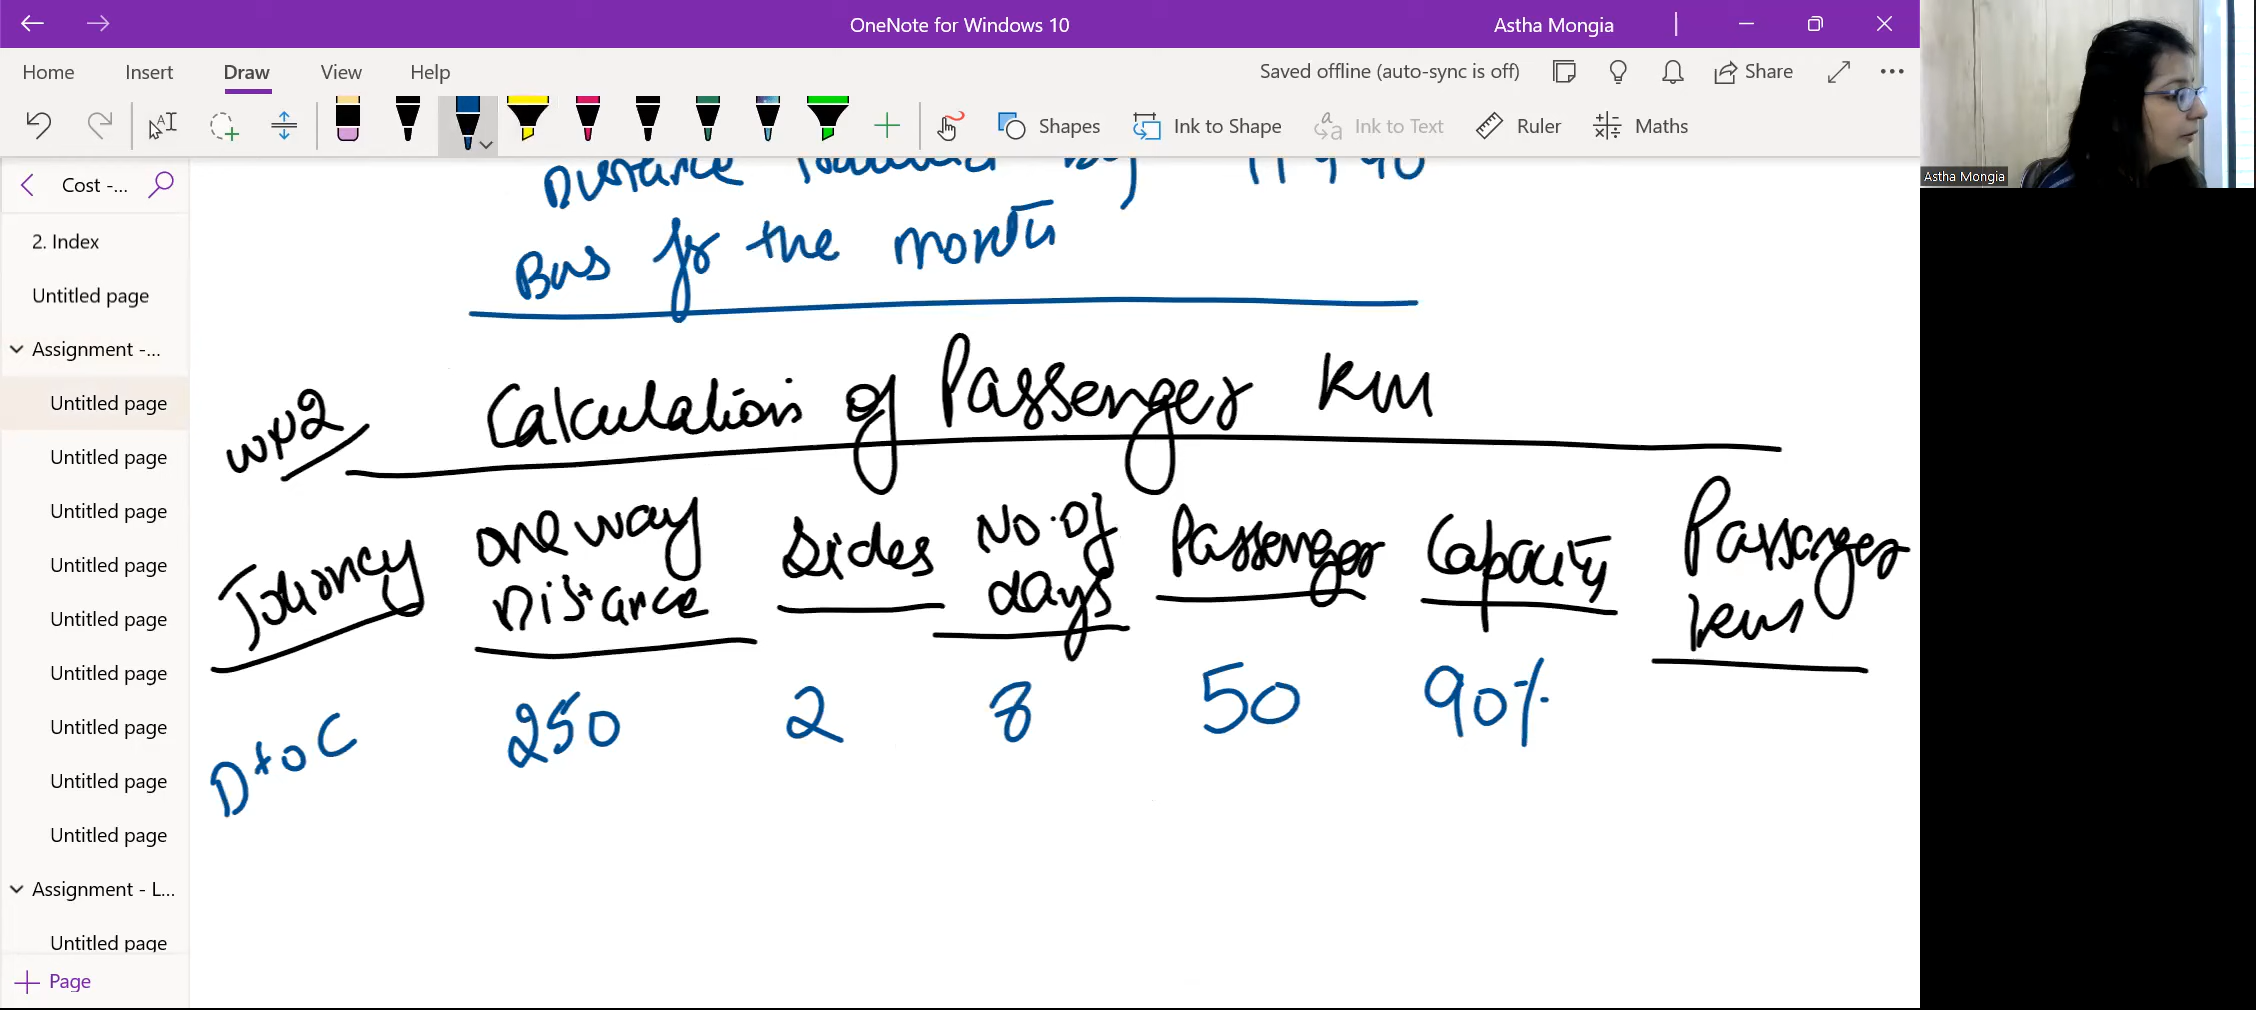 OneNote for Windows 10
Astha Mongia
Home Insert Draw View Help
Saved offline (auto-sync is off)
Share
Shapes
Ink to Shape
Ink to Text
Ruler
Maths
Astha Mongia
Cost -...
2. Index
Untitled page
Assignment -...
Untitled page
Untitled page
Untitled page
Untitled page
Untitled page
Untitled page
Untitled page
Untitled page
Untitled page
Assignment - L...
Untitled page
Page
Distance by
Bus for the month
WN2 Calculation of Passenger KM
Journey one way Distance Sides No. of days Passenger Capacity Passenger kms
D to C 250 2 8 50 90%